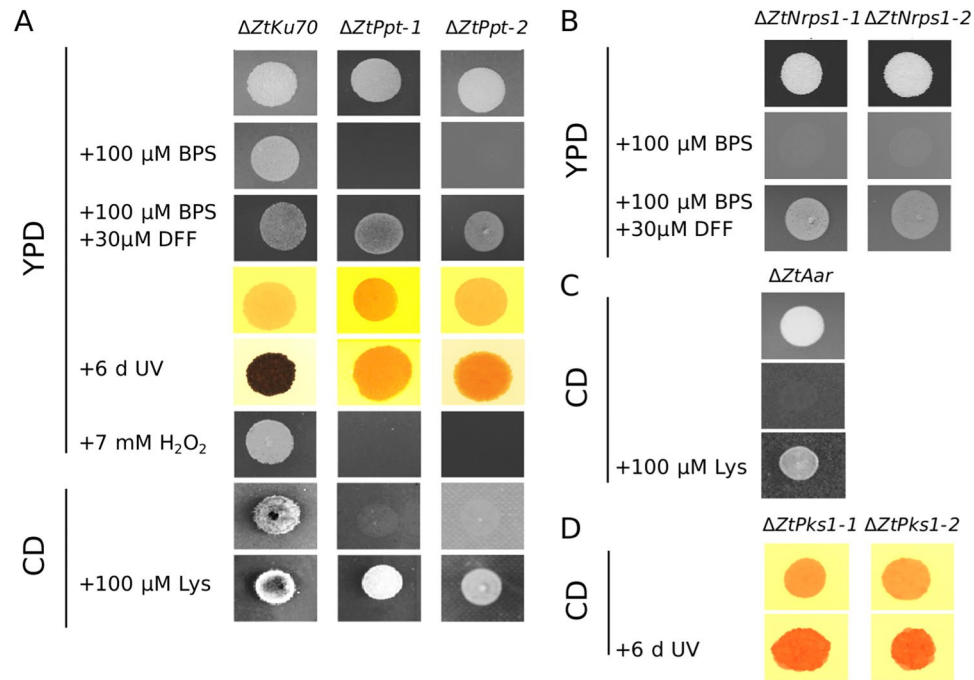 A
ΔZtKu70 ΔZtPpt-1 ΔZtPpt-2
YPD
+100 µM BPS
+100 µM BPS
+30µM DFF
+6 d UV
+7 mM H₂O₂
CD
+100 µM Lys
B
ΔZtNrps1-1 ΔZtNrps1-2
YPD
+100 µM BPS
+100 µM BPS
+30µM DFF
C
ΔZtAar
CD
+100 µM Lys
D
ΔZtPks1-1 ΔZtPks1-2
CD
+6 d UV